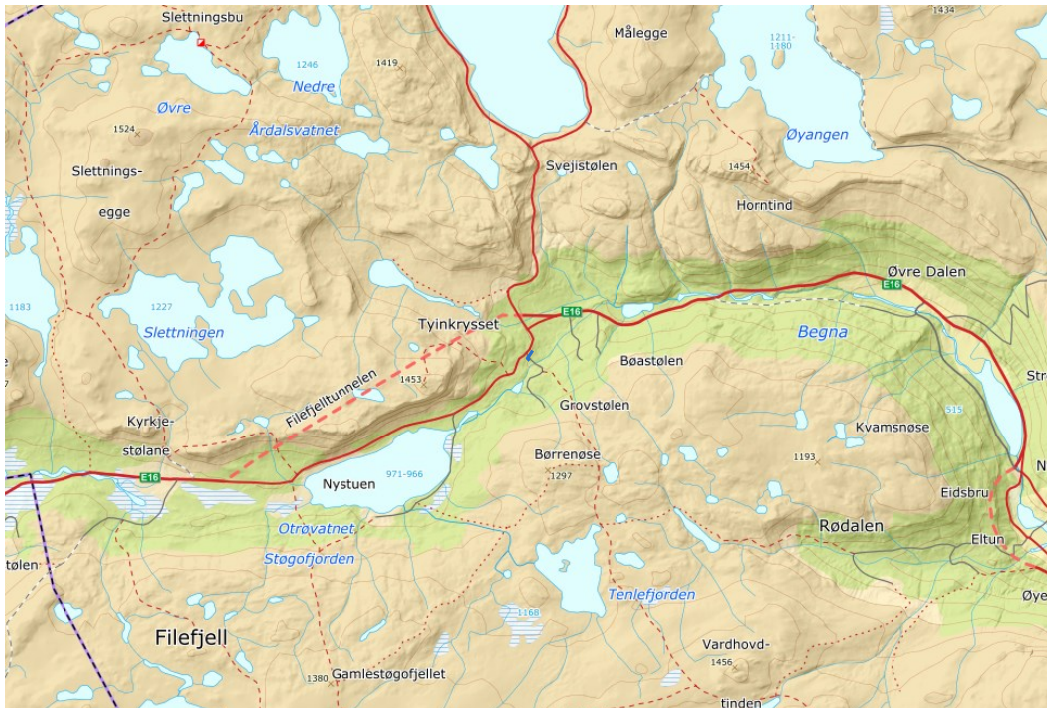 Slettningsbu
1434
Målegge
1211-
1180
1246
1419
Nedre
Øvre
Årdalsvatnet
1524
Øyangen
Svejistølen
1454
Slettnings-
egge
Horntind
Øvre Dalen
E16
1183
1227
Slettningen
Tyinkrysset
E16
Begna
Bøastølen
1453
Filefjelltunnelen
Grovstølen
515
Kyrkje-
stølane
Kvamsnøse
Børrenøse
1193
971-966
1297
E16
Nystuen
Eidsbru
Otrøvatnet
Rødalen
Eltun
Støgofjorden
tølen
Tenlefjorden
Øye
1168
Filefjell
Vardhovd-
1456
Gamlestøgofjellet
1380
tinden